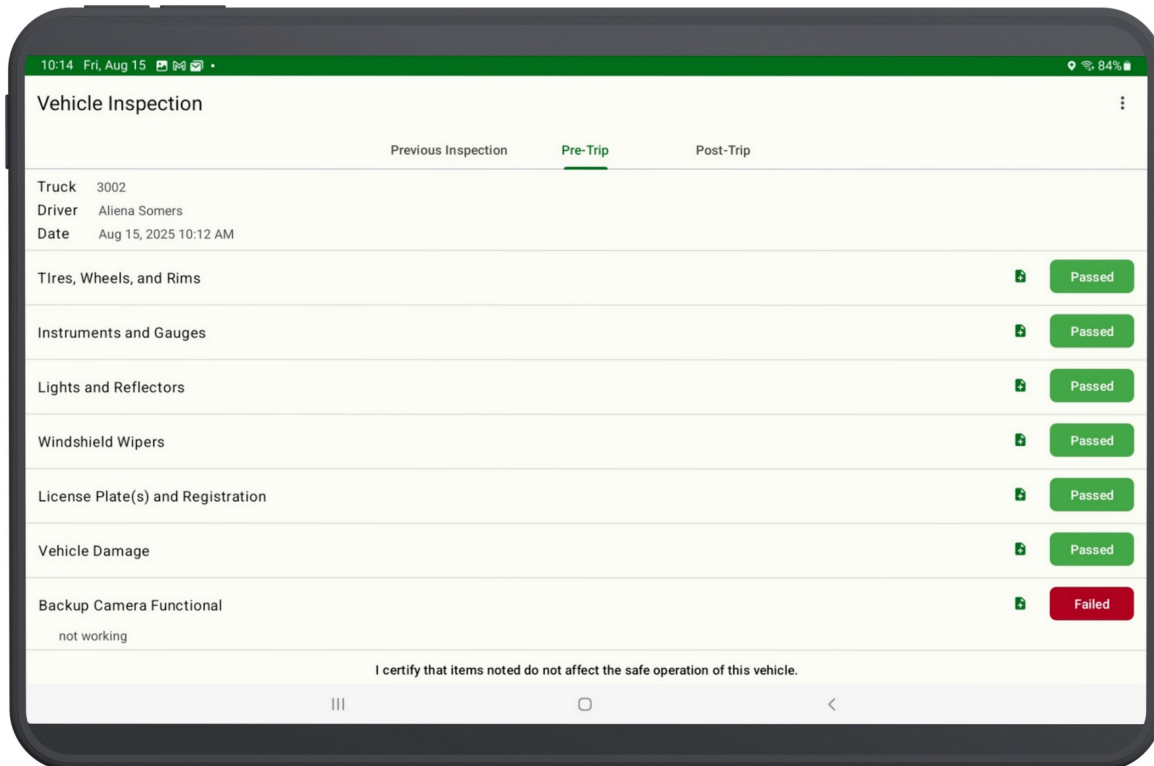 10:14 Fri, Aug 15 84%
Vehicle Inspection
Previous Inspection Pre-Trip Post-Trip
Truck 3002
Driver Aliena Somers
Date Aug 15, 2025 10:12 AM
TIres, Wheels, and Rims Passed
Instruments and Gauges Passed
Lights and Reflectors Passed
Windshield Wipers Passed
License Plate(s) and Registration Passed
Vehicle Damage Passed
Backup Camera Functional Failed
not working
I certify that items noted do not affect the safe operation of this vehicle.